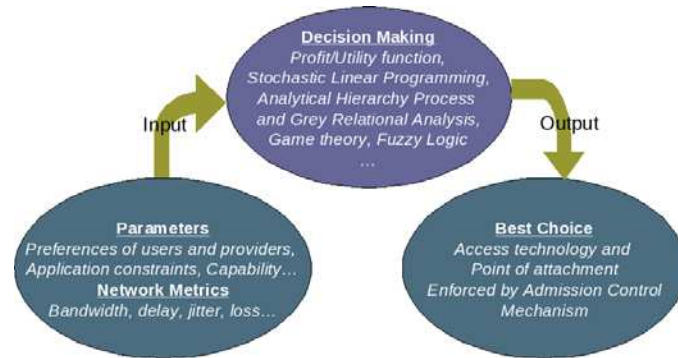 Decision Making
Profit/Utility function,
Stochastic Linear Programming,
Analytical Hierarchy Process
and Grey Relational Analysis,
Game theory, Fuzzy Logic
…
Input
Output
Parameters
Preferences of users and providers,
Application constraints, Capability…
Network Metrics
Bandwidth, delay, jitter, loss…
Best Choice
Access technology and
Point of attachment
Enforced by Admission Control
Mechanism